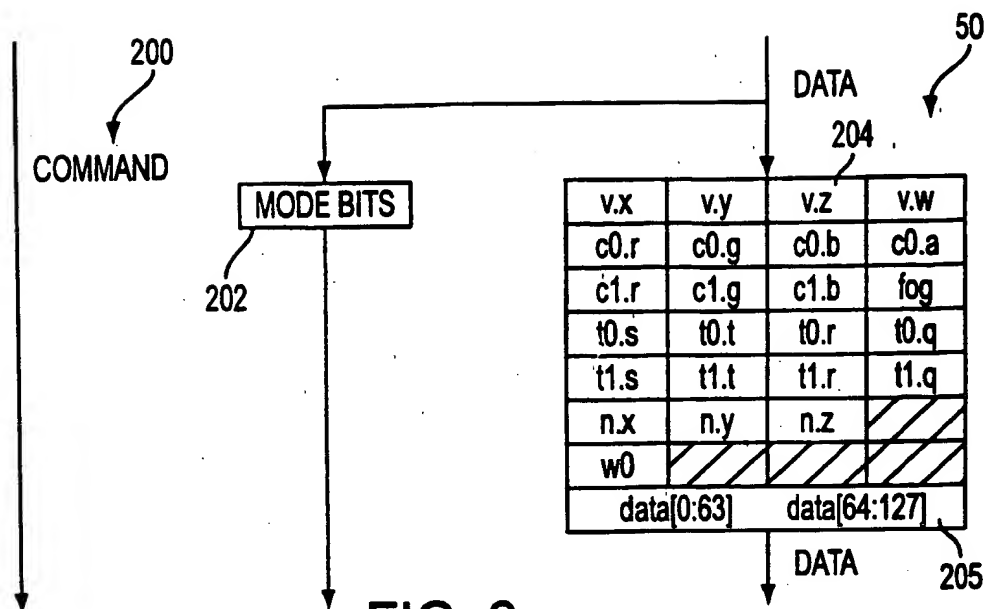 200
50
DATA
204
COMMAND
MODE BITS
202
v.x v.y v.z v.w
c0.r c0.g c0.b c0.a
c1.r c1.g c1.b fog
t0.s t0.t t0.r t0.q
t1.s t1.t t1.r t1.q
n.x n.y n.z
w0
data[0:63] data[64:127]
DATA
205